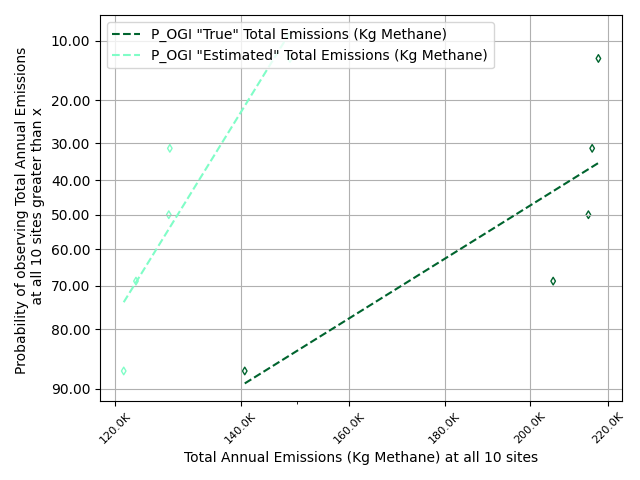 P_OGI "True" Total Emissions (Kg Methane)
P_OGI "Estimated" Total Emissions (Kg Methane)
Probability of observing Total Annual Emissions
at all 10 sites greater than x
10.00
20.00
30.00
40.00
50.00
60.00
70.00
80.00
90.00
120.0K
140.0K
160.0K
180.0K
200.0K
220.0K
Total Annual Emissions (Kg Methane) at all 10 sites